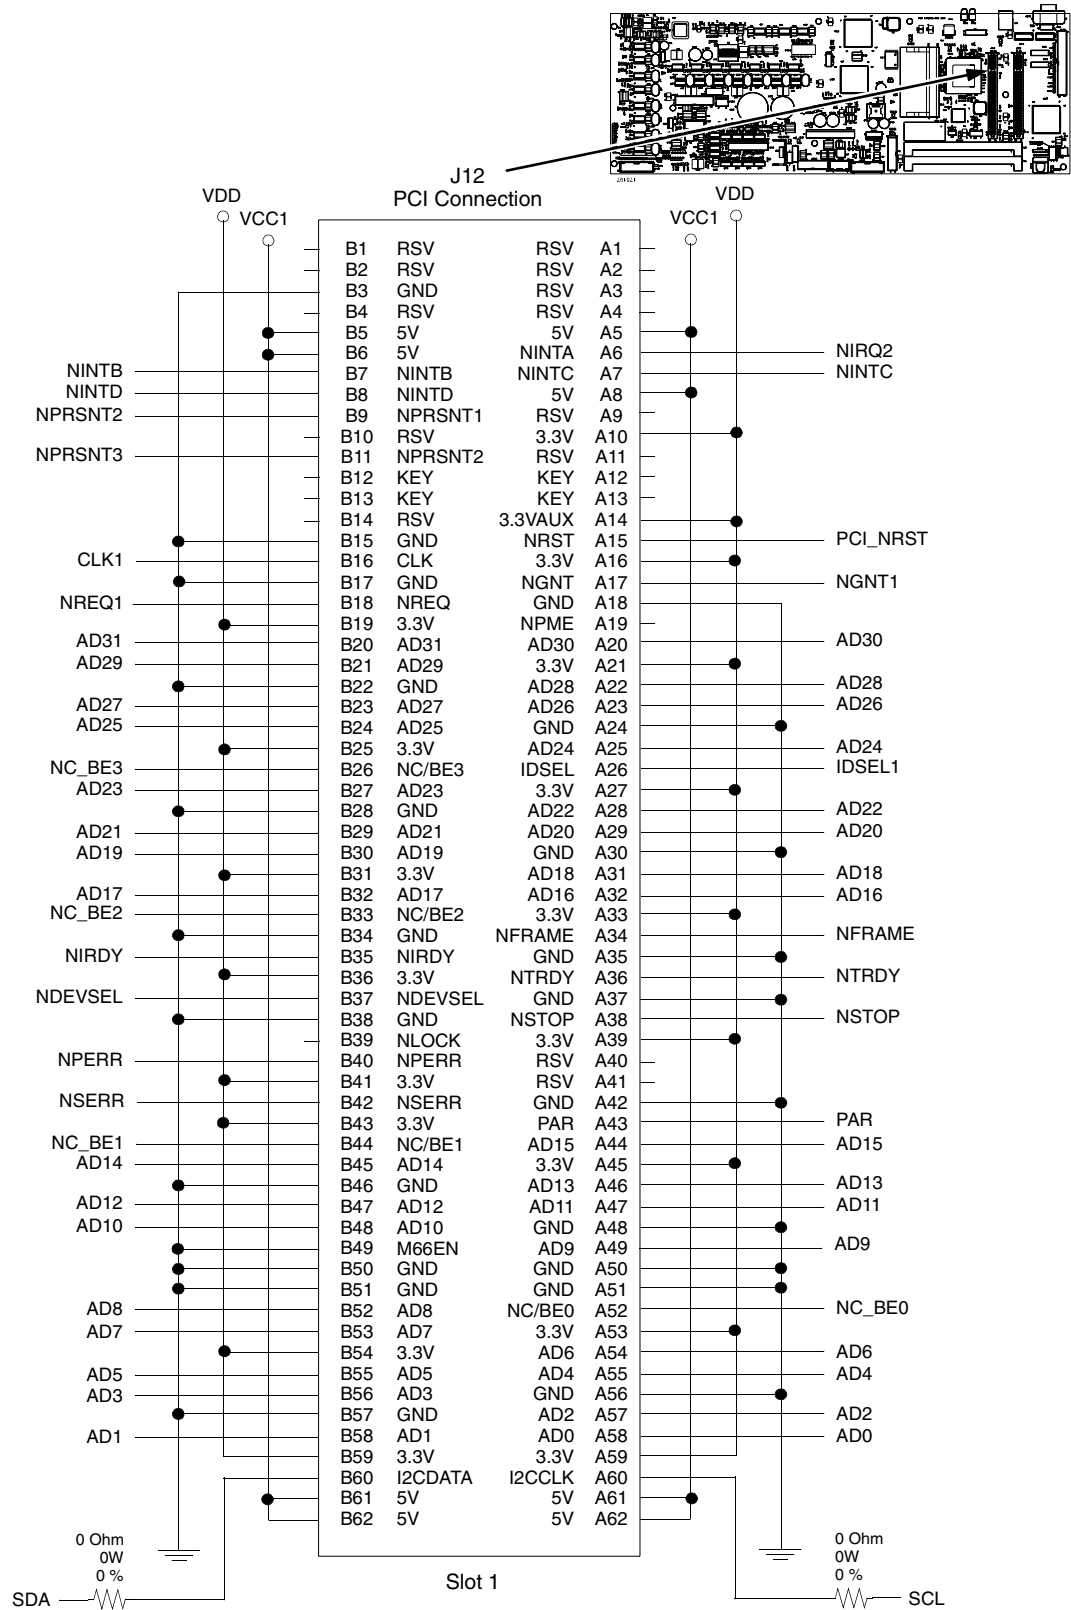 J12
PCI Connection
VDD
VCC1
VDD
VCC1
B1 RSV RSV A1
B2 RSV RSV A2
B3 GND RSV A3
B4 RSV RSV A4
B5 5V 5V A5
B6 5V NINTA A6 NIRQ2
NINTB B7 NINTB NINTC A7 NINTC
NINTD B8 NINTD 5V A8
NPRSNT2 B9 NPRSNT1 RSV A9
B10 RSV 3.3V A10
NPRSNT3 B11 NPRSNT2 RSV A11
B12 KEY KEY A12
B13 KEY KEY A13
B14 RSV 3.3VAUX A14
B15 GND NRST A15 PCI_NRST
CLK1 B16 CLK 3.3V A16
B17 GND NGNT A17 NGNT1
NREQ1 B18 NREQ GND A18
B19 3.3V NPME A19
AD31 B20 AD31 AD30 A20 AD30
AD29 B21 AD29 3.3V A21
B22 GND AD28 A22 AD28
AD27 B23 AD27 AD26 A23 AD26
AD25 B24 AD25 GND A24
B25 3.3V AD24 A25 AD24
NC_BE3 B26 NC/BE3 IDSEL A26 IDSEL1
AD23 B27 AD23 3.3V A27
B28 GND AD22 A28 AD22
AD21 B29 AD21 AD20 A29 AD20
AD19 B30 AD19 GND A30
B31 3.3V AD18 A31 AD18
AD17 B32 AD17 AD16 A32 AD16
NC_BE2 B33 NC/BE2 3.3V A33
B34 GND NFRAME A34 NFRAME
NIRDY B35 NIRDY GND A35
B36 3.3V NTRDY A36 NTRDY
NDEVSEL B37 NDEVSEL GND A37
B38 GND NSTOP A38 NSTOP
B39 NLOCK 3.3V A39
NPERR B40 NPERR RSV A40
B41 3.3V RSV A41
NSERR B42 NSERR GND A42
B43 3.3V PAR A43 PAR
NC_BE1 B44 NC/BE1 AD15 A44 AD15
AD14 B45 AD14 3.3V A45
B46 GND AD13 A46 AD13
AD12 B47 AD12 AD11 A47 AD11
AD10 B48 AD10 GND A48
B49 M66EN AD9 A49 AD9
B50 GND GND A50
B51 GND GND A51
AD8 B52 AD8 NC/BE0 A52 NC_BE0
AD7 B53 AD7 3.3V A53
B54 3.3V AD6 A54 AD6
AD5 B55 AD5 AD4 A55 AD4
AD3 B56 AD3 GND A56
B57 GND AD2 A57 AD2
AD1 B58 AD1 AD0 A58 AD0
B59 3.3V 3.3V A59
B60 I2CDATA I2CCLK A60
B61 5V 5V A61
B62 5V 5V A62
0 Ohm
0W
0 %
SDA
Slot 1
0 Ohm
0W
0 %
SCL